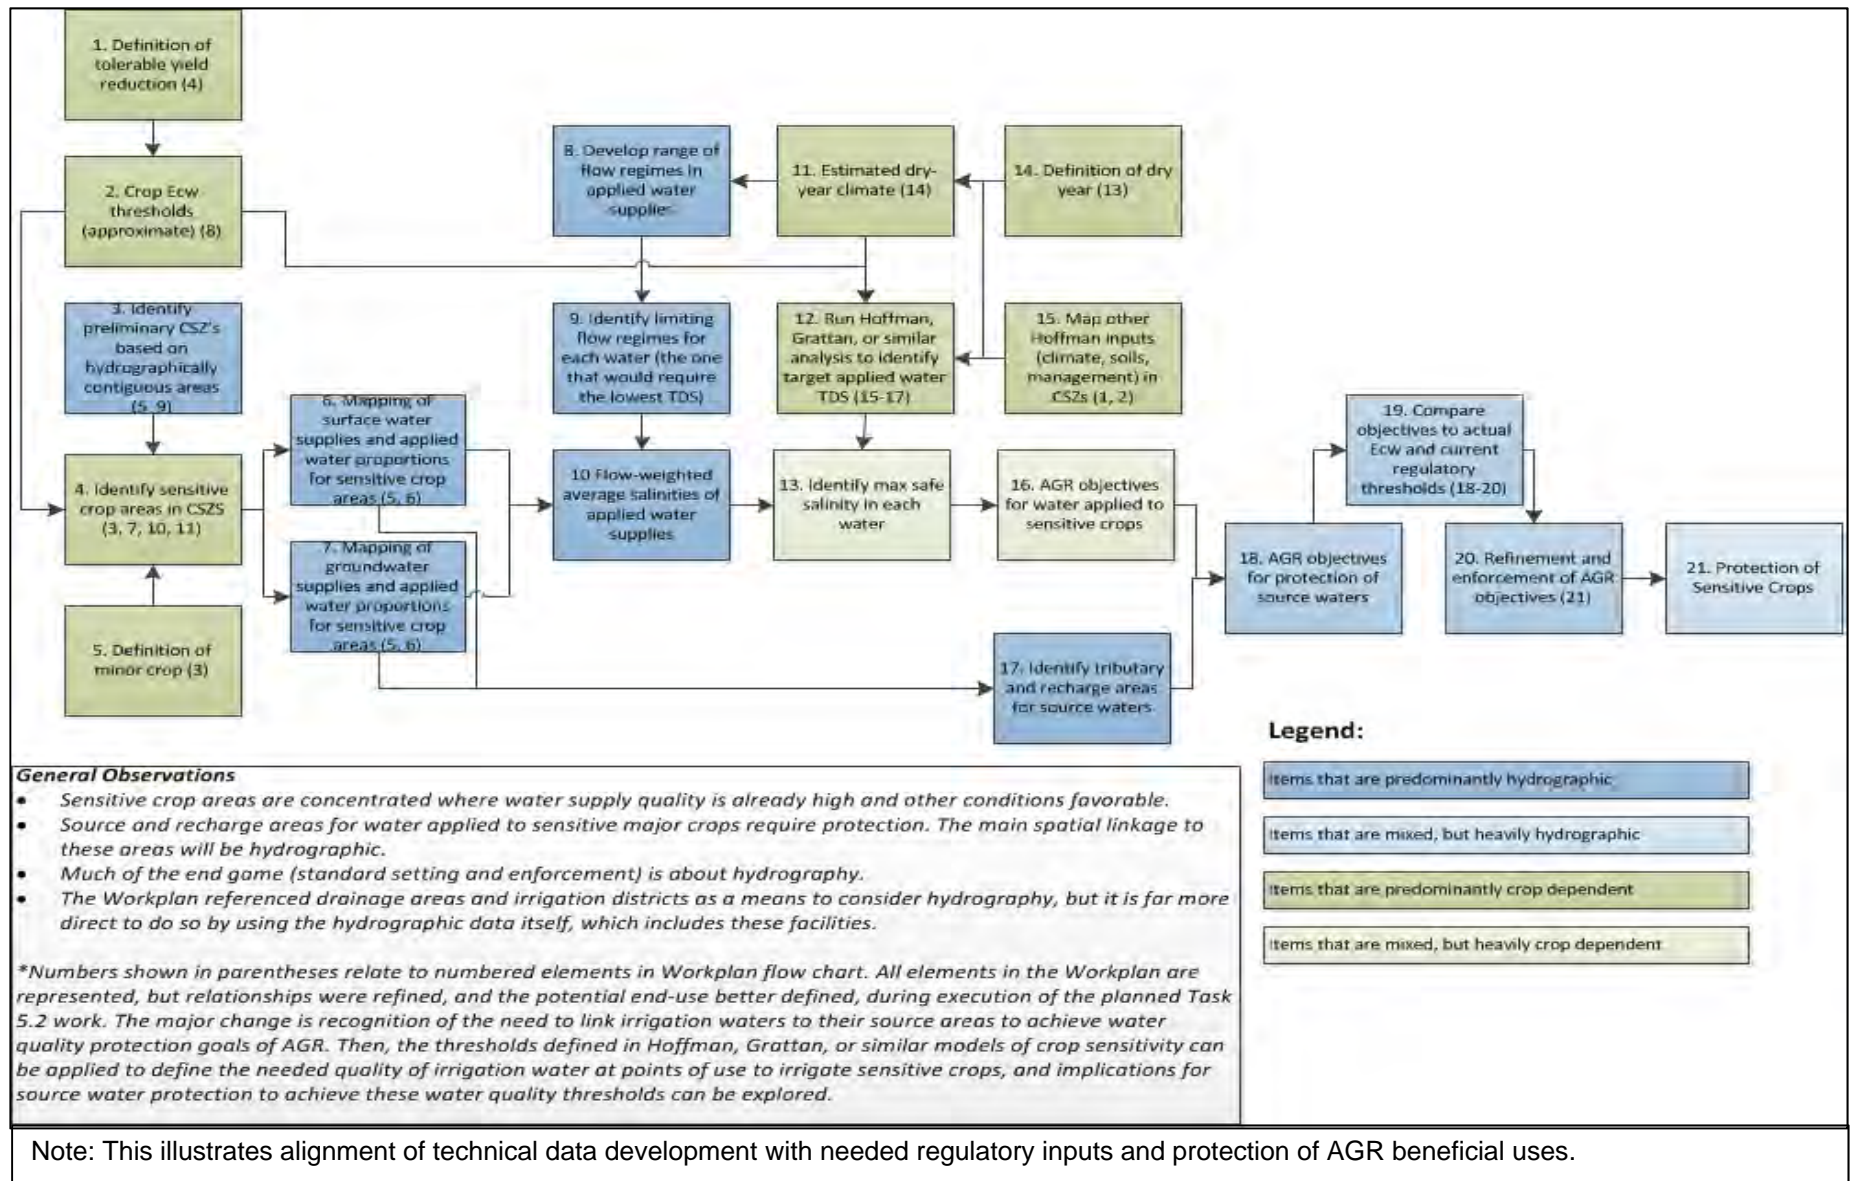 1. Definition of
tolerable yield
reduction (4)
2. Crop Ecw
thresholds
(approximate) (8)
3. Identify
preliminary CSZ's
based on
hydrographically
contiguous areas
(5, 9)
4. Identify sensitive
crop areas in CSZS
(3, 7, 10, 11)
5. Definition of
minor crop (3)
6. Mapping of
surface water
supplies and applied
water proportions
for sensitive crop
areas (5, 6)
7. Mapping of
groundwater
supplies and applied
water proportions
for sensitive crop
areas (5, 6)
8. Develop range of
flow regimes in
applied water
supplies
9. Identify limiting
flow regimes for
each water (the one
that would require
the lowest TDS)
10 Flow-weighted
average salinities of
applied water
supplies
11. Estimated dry-
year climate (14)
12. Run Hoffman,
Grattan, or similar
analysis to identify
target applied water
TDS (15-17)
13. Identify max safe
salinity in each
water
14. Definition of dry
year (13)
15. Map other
Hoffman inputs
(climate, soils,
management) in
CSZs (1, 2)
16. AGR objectives
for water applied to
sensitive crops
17. Identify tributary
and recharge areas
for source waters
18. AGR objectives
for protection of
source waters
19. Compare
objectives to actual
Ecw and current
regulatory
thresholds (18-20)
20. Refinement and
enforcement of AGR
objectives (21)
21. Protection of
Sensitive Crops
Legend:
Items that are predominantly hydrographic
Items that are mixed, but heavily hydrographic
Items that are predominantly crop dependent
Items that are mixed, but heavily crop dependent
General Observations
• Sensitive crop areas are concentrated where water supply quality is already high and other conditions favorable.
• Source and recharge areas for water applied to sensitive major crops require protection. The main spatial linkage to
these areas will be hydrographic.
• Much of the end game (standard setting and enforcement) is about hydrography.
• The Workplan referenced drainage areas and irrigation districts as a means to consider hydrography, but it is far more
direct to do so by using the hydrographic data itself, which includes these facilities.
*Numbers shown in parentheses relate to numbered elements in Workplan flow chart. All elements in the Workplan are
represented, but relationships were refined, and the potential end-use better defined, during execution of the planned Task
5.2 work. The major change is recognition of the need to link irrigation waters to their source areas to achieve water
quality protection goals of AGR. Then, the thresholds defined in Hoffman, Grattan, or similar models of crop sensitivity can
be applied to define the needed quality of irrigation water at points of use to irrigate sensitive crops, and implications for
source water protection to achieve these water quality thresholds can be explored.
Note: This illustrates alignment of technical data development with needed regulatory inputs and protection of AGR beneficial uses.